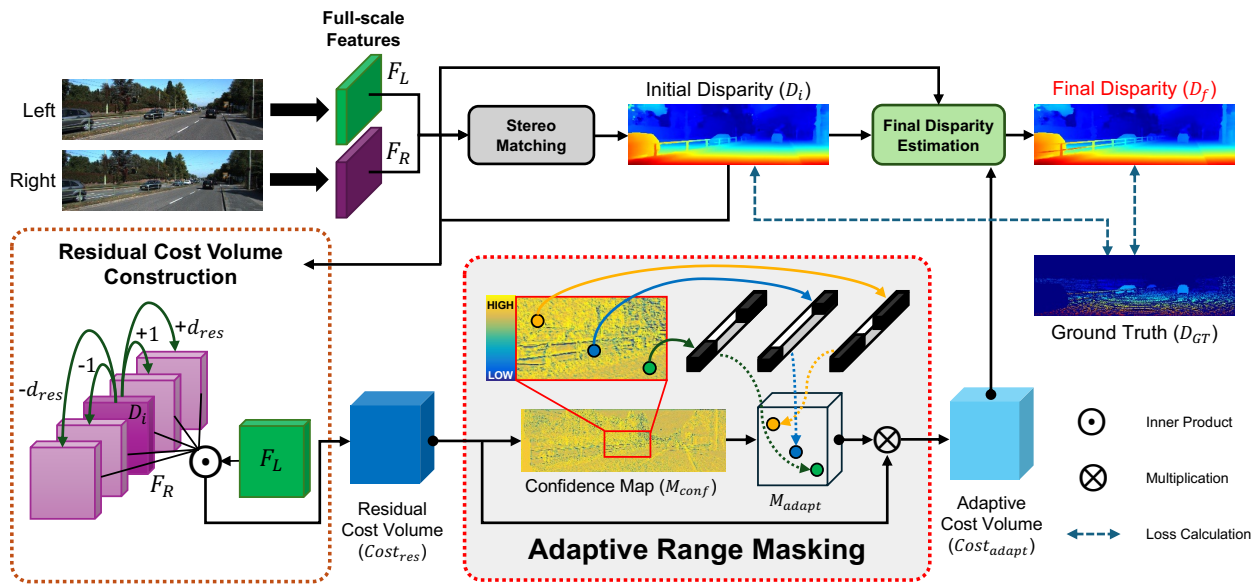 Full-scale
Features
F_L
F_R
Left
Right
Stereo
Matching
Initial Disparity (D_i)
Final Disparity
Estimation
Final Disparity (D_f)
Ground Truth (D_GT)
Residual Cost Volume
Construction
-d_res
-1
+1
+d_res
D_i
F_R
F_L
Residual
Cost Volume
(Cost_res)
HIGH
LOW
Confidence Map (M_conf)
M_adapt
Adaptive Range Masking
Adaptive
Cost Volume
(Cost_adapt)
Inner Product
Multiplication
Loss Calculation